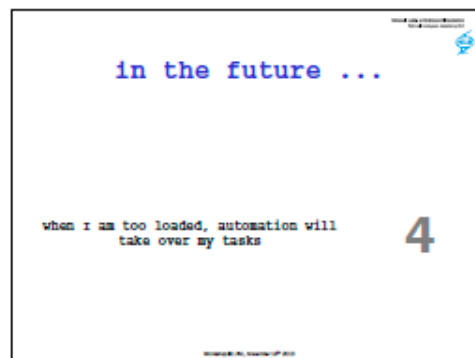 in the future ...
when I am too loaded, automation will
take over my tasks
4